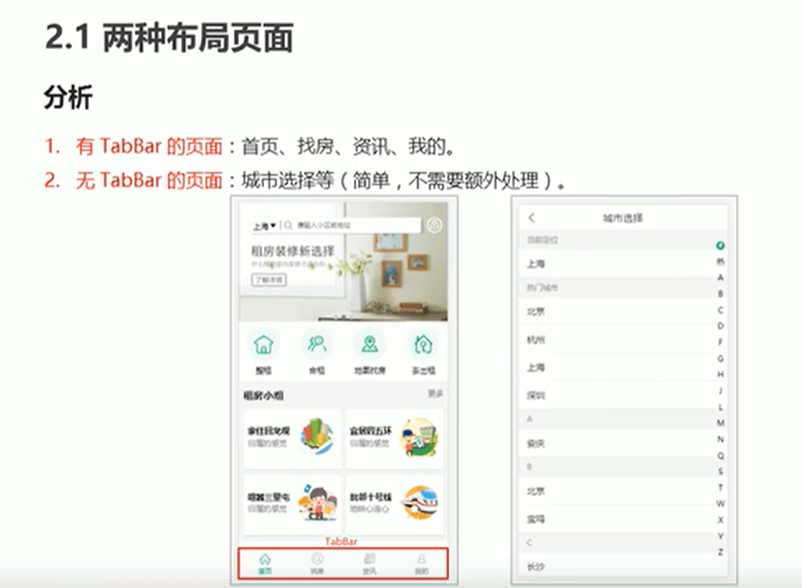 2.1 两种布局页面
分析
1. 有 TabBar 的页面：首页、找房、资讯、我的。
2. 无 TabBar 的页面：城市选择等（简单，不需要额外处理）。
上海 请输入小区或地址
租房装修新选择
了解详情
整租 合租 地图找房 去出租
租房小组 更多
家住回龙观 宜居四五环
归属的感觉
喧嚣三里屯 比邻十号线
归属的感觉 地铁心连心
TabBar
首页 找房 资讯 我的
城市选择
当前定位
上海
热门城市
北京
杭州
上海
深圳
A
安庆
B
北京
宝鸡
C
长沙
热
A
B
C
D
F
G
H
J
L
M
N
Q
S
T
W
X
Y
Z